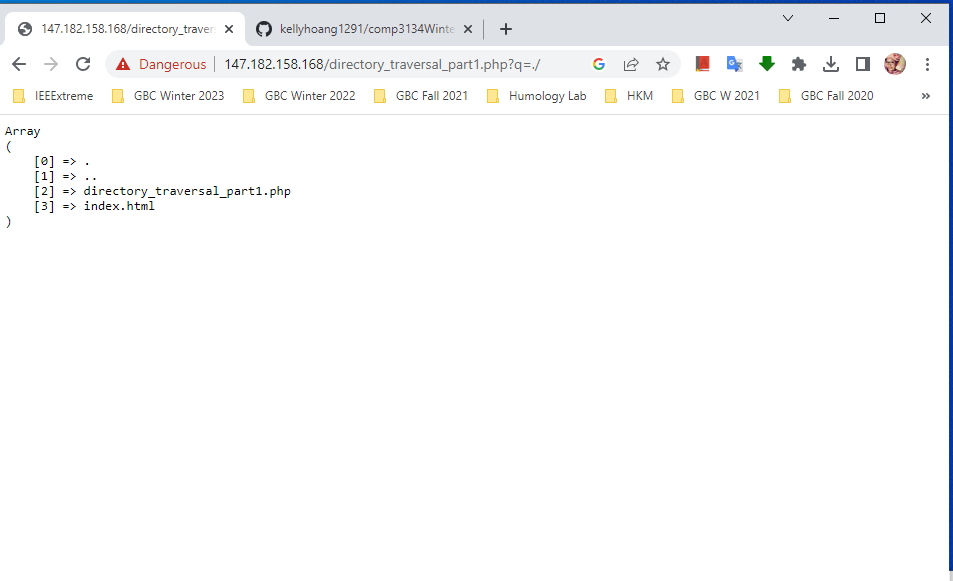 147.182.158.168/directory_traver
kellyhoang1291/comp3134Winte
Dangerous
147.182.158.168/directory_traversal_part1.php?q=./
IEEExtreme
GBC Winter 2023
GBC Winter 2022
GBC Fall 2021
Humology Lab
HKM
GBC W 2021
GBC Fall 2020
»
Array
(
[0] => .
[1] => ..
[2] => directory_traversal_part1.php
[3] => index.html
)